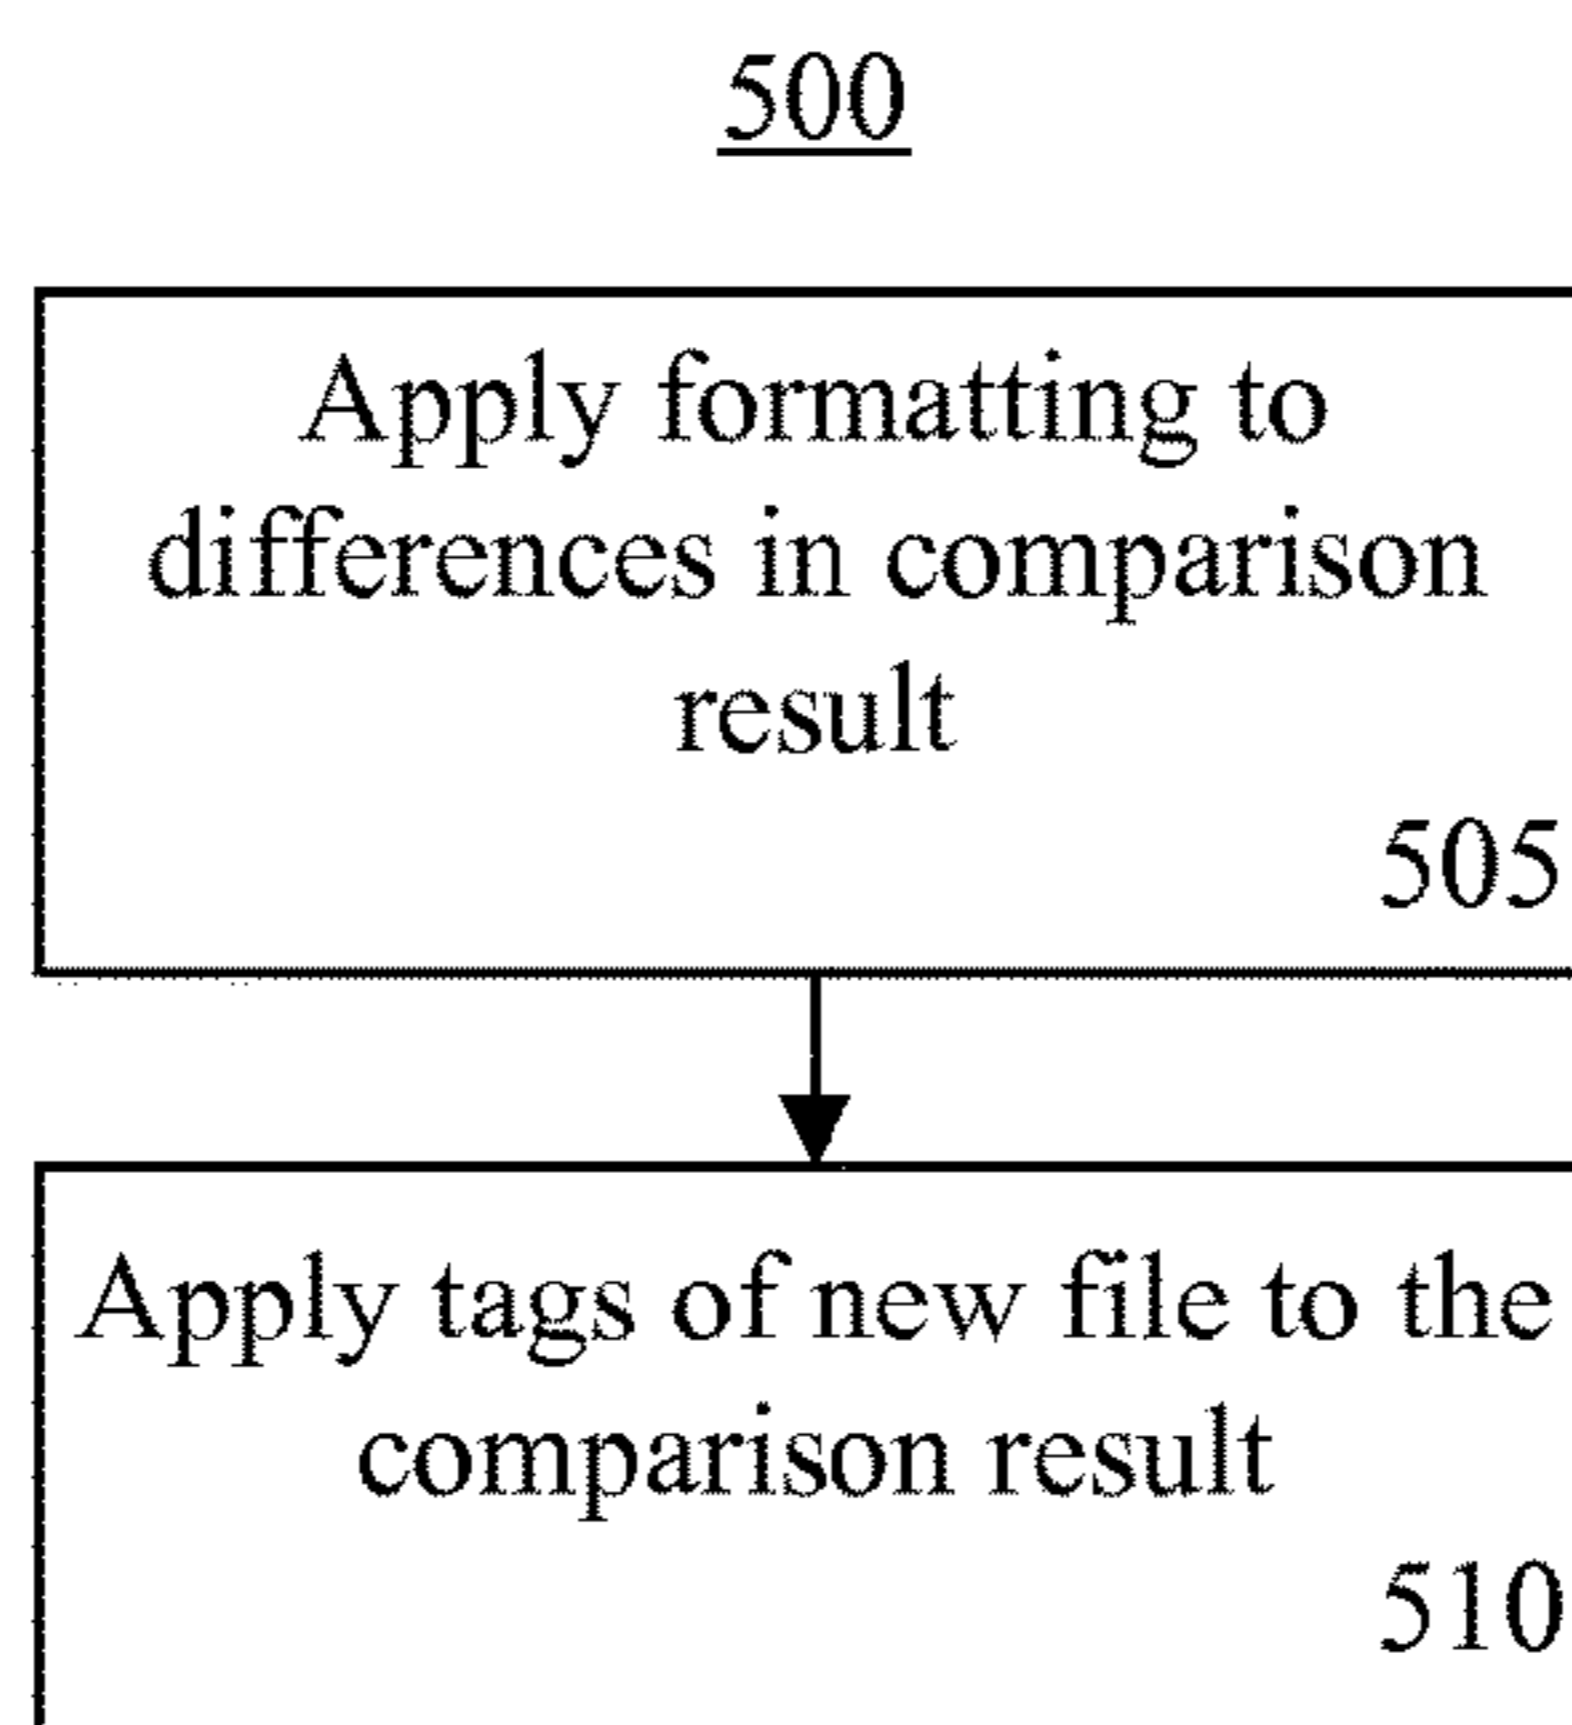 500
Apply formatting to
differences in comparison
result
505
Apply tags of new file to the
comparison result
510